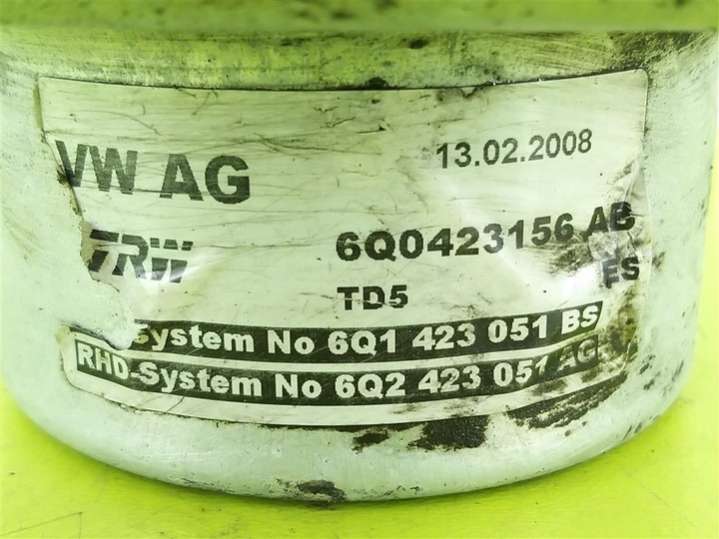 VW AG
13.02.2008
TRW
6Q0423156 AB
TD5
ES
-System No 6Q1 423 051 BS
RHD-System No 6Q2 423 051 AG